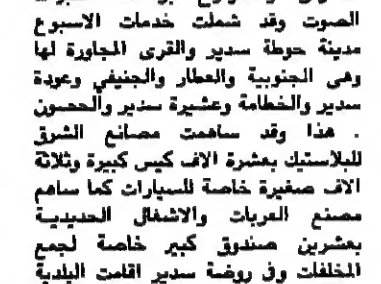 الصوت وقد شملت خدمات الاسبوع
مدينة حوطة سدير والقرى المجاورة لها
وهى الجنوبية والعطار والجنيفي وعودة
سدير والخطامة وعشيرة سدير والحصون
. هذا وقد ساهمت مصانع الشرق
للبلاستيك بعشرة الاف كيس كبيرة وثلاثة
الاف صغيرة خاصة للسيارات كما ساهم
مصنع العربات والاشغال الحديدية
بعشرين صندوق كبير خاصة لجمع
المخلفات وفى روضة سدير اقامت البلدية